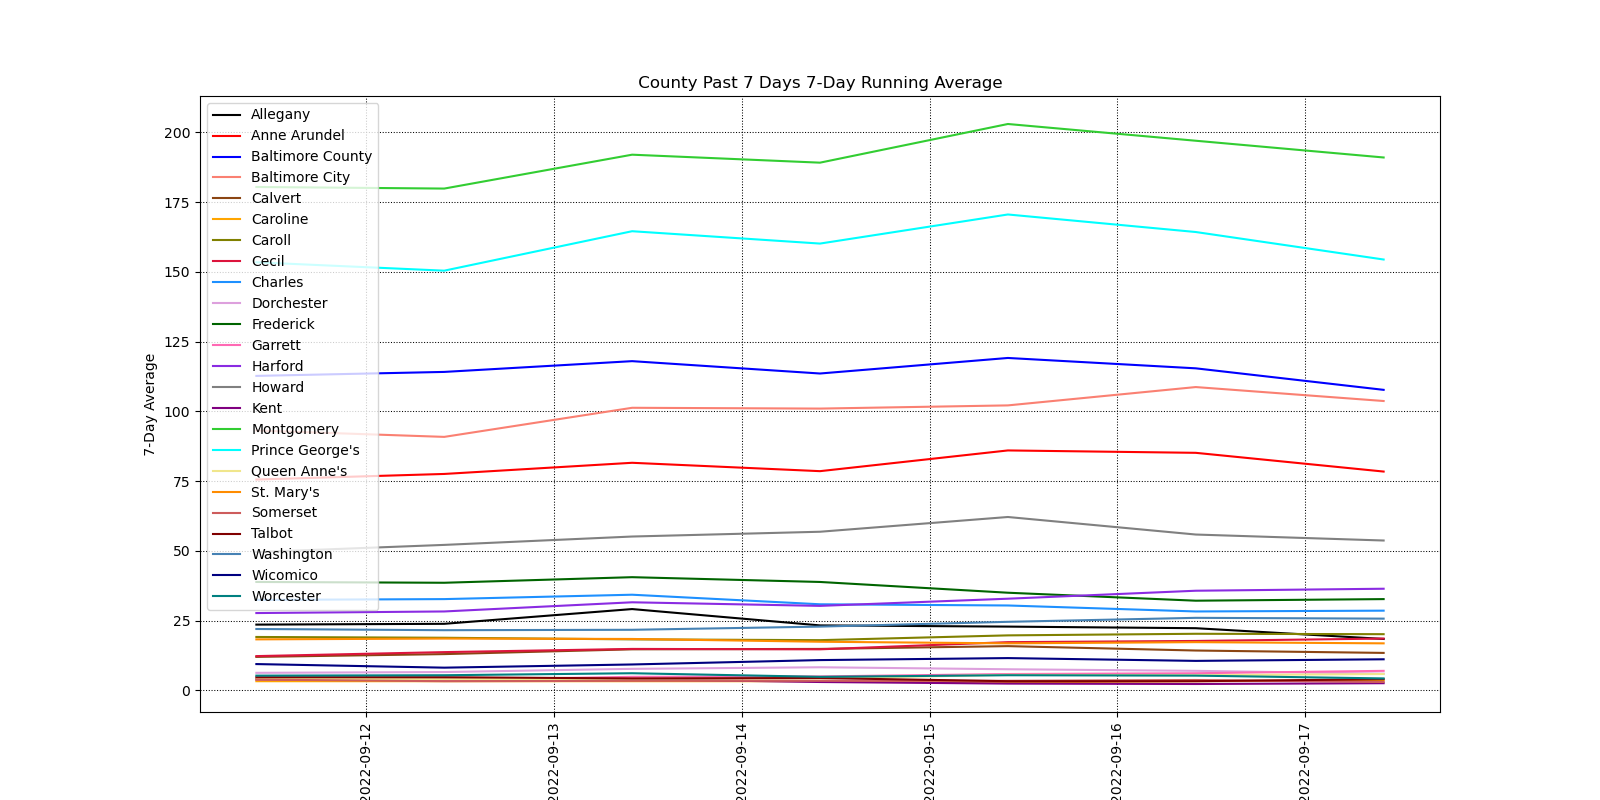 County Past 7 Days 7-Day Running Average
200
175
150
125
100
75
50
25
0
7-Day Average
Allegany
Anne Arundel
Baltimore County
Baltimore City
Calvert
Caroline
Caroll
Cecil
Charles
Dorchester
Frederick
Garrett
Harford
Howard
Kent
Montgomery
Prince George's
Queen Anne's
St. Mary's
Somerset
Talbot
Washington
Wicomico
Worcester
2022-09-12
2022-09-13
2022-09-14
2022-09-15
2022-09-16
2022-09-17